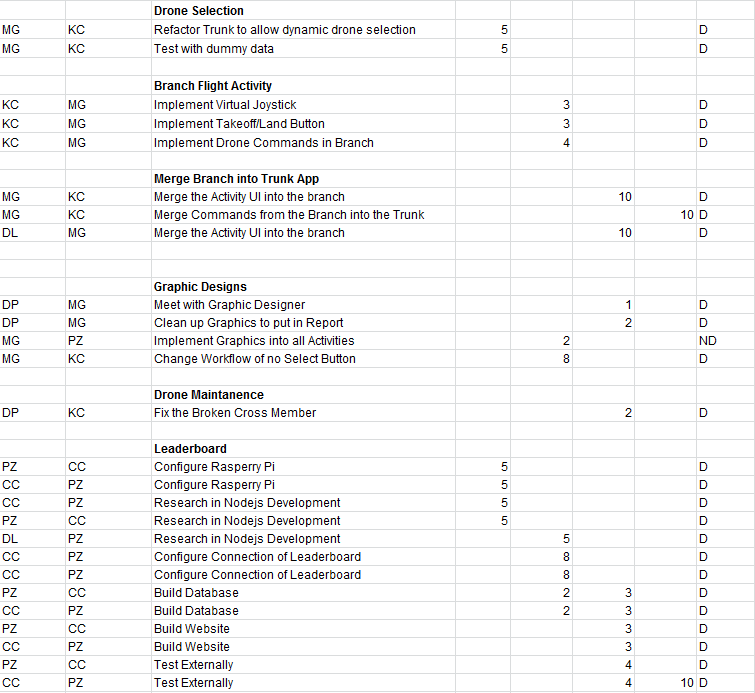 Drone Selection
MG KC Refactor Trunk to allow dynamic drone selection 5 D
MG KC Test with dummy data 5 D
Branch Flight Activity
KC MG Implement Virtual Joystick 3 D
KC MG Implement Takeoff/Land Button 3 D
KC MG Implement Drone Commands in Branch 4 D
Merge Branch into Trunk App
MG KC Merge the Activity UI into the branch 10 D
MG KC Merge Commands from the Branch into the Trunk 10 D
DL MG Merge the Activity UI into the branch 10 D
Graphic Designs
DP MG Meet with Graphic Designer 1 D
DP MG Clean up Graphics to put in Report 2 D
MG PZ Implement Graphics into all Activities 2 ND
MG KC Change Workflow of no Select Button 8 D
Drone Maintanence
DP KC Fix the Broken Cross Member 2 D
Leaderboard
PZ CC Configure Rasperry Pi 5 D
CC PZ Configure Rasperry Pi 5 D
CC PZ Research in Nodejs Development 5 D
PZ CC Research in Nodejs Development 5 D
DL PZ Research in Nodejs Development 5 D
CC PZ Configure Connection of Leaderboard 8 D
CC PZ Configure Connection of Leaderboard 8 D
PZ CC Build Database 2 3 D
CC PZ Build Database 2 3 D
PZ CC Build Website 3 D
CC PZ Build Website 3 D
PZ CC Test Externally 4 D
CC PZ Test Externally 4 10 D